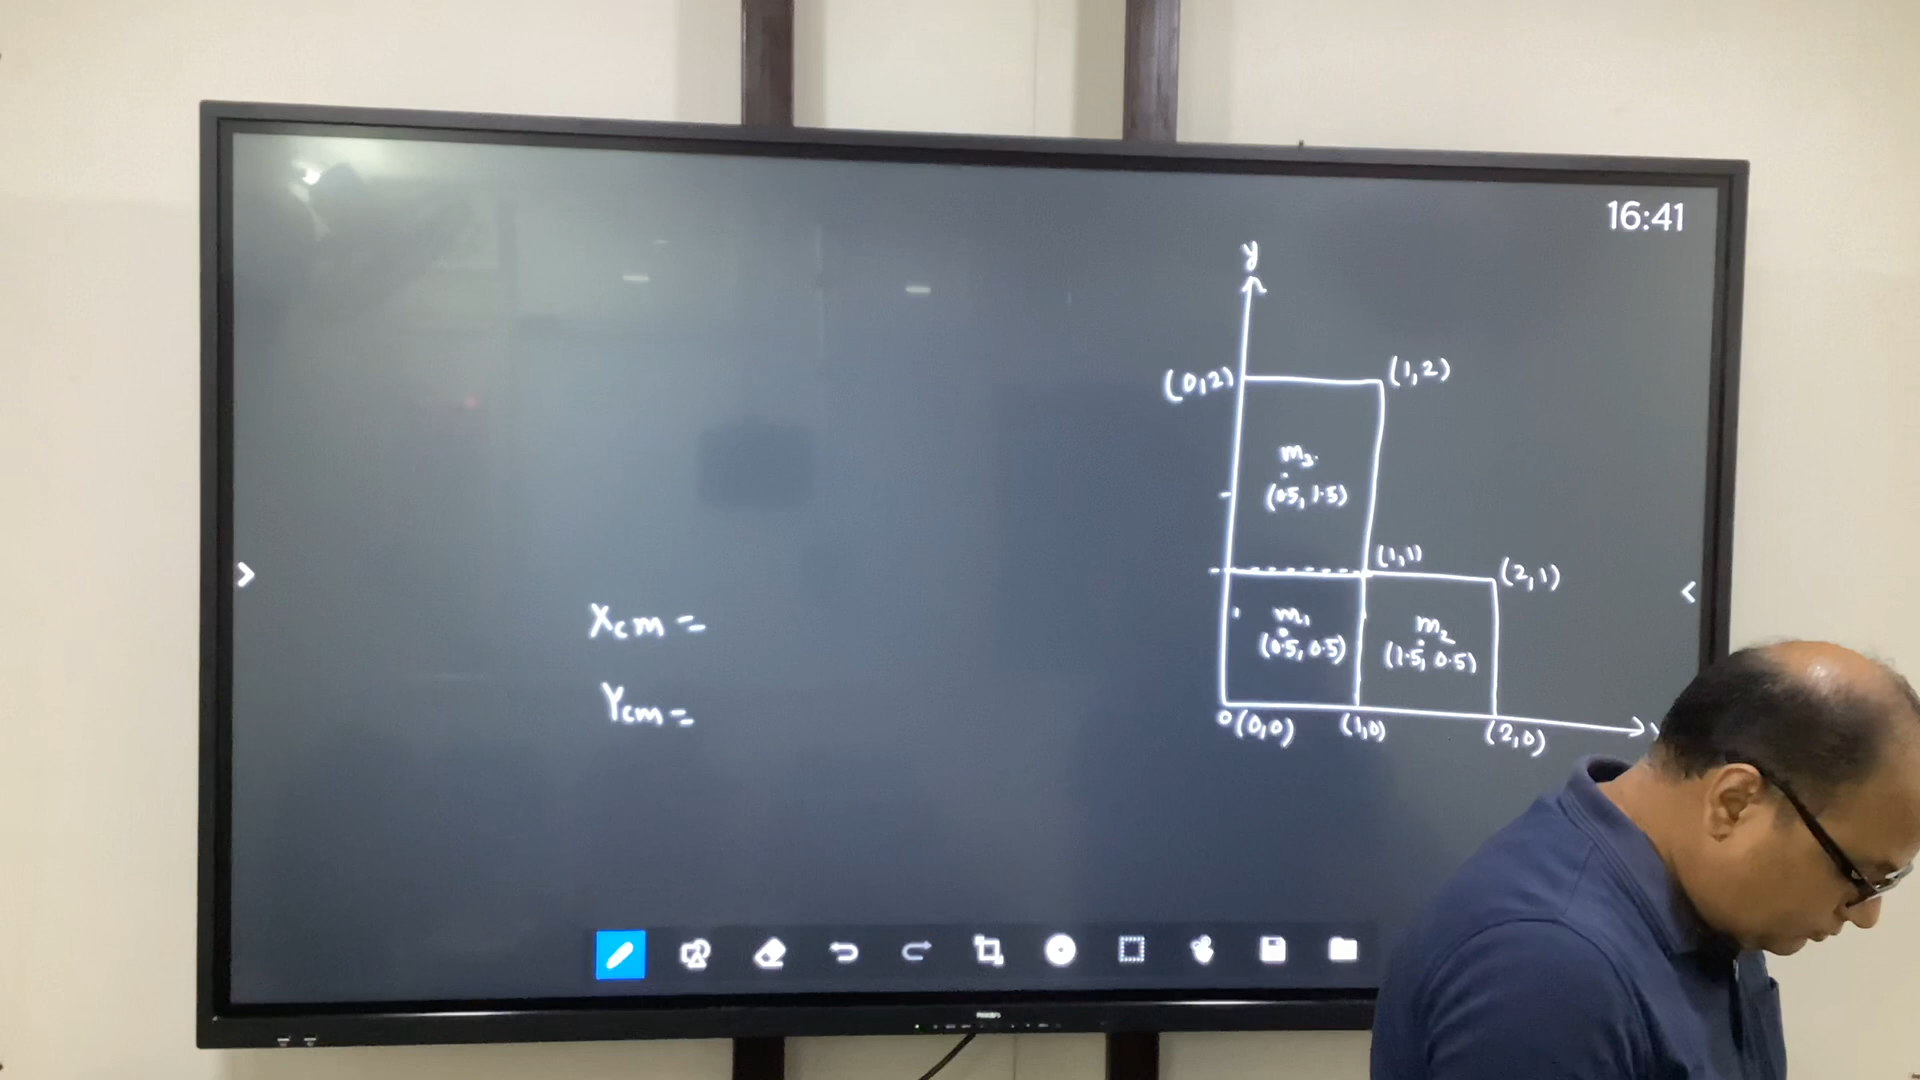 16:41
y
(0,2)
(1,2)
m₃.
(0.5, 1.5)
(1,1)
(2,1)
m₁
(0.5, 0.5)
m₂
(1.5, 0.5)
Xcm =
Ycm =
0 (0,0)
(1,0)
(2,0)
PHILIPS